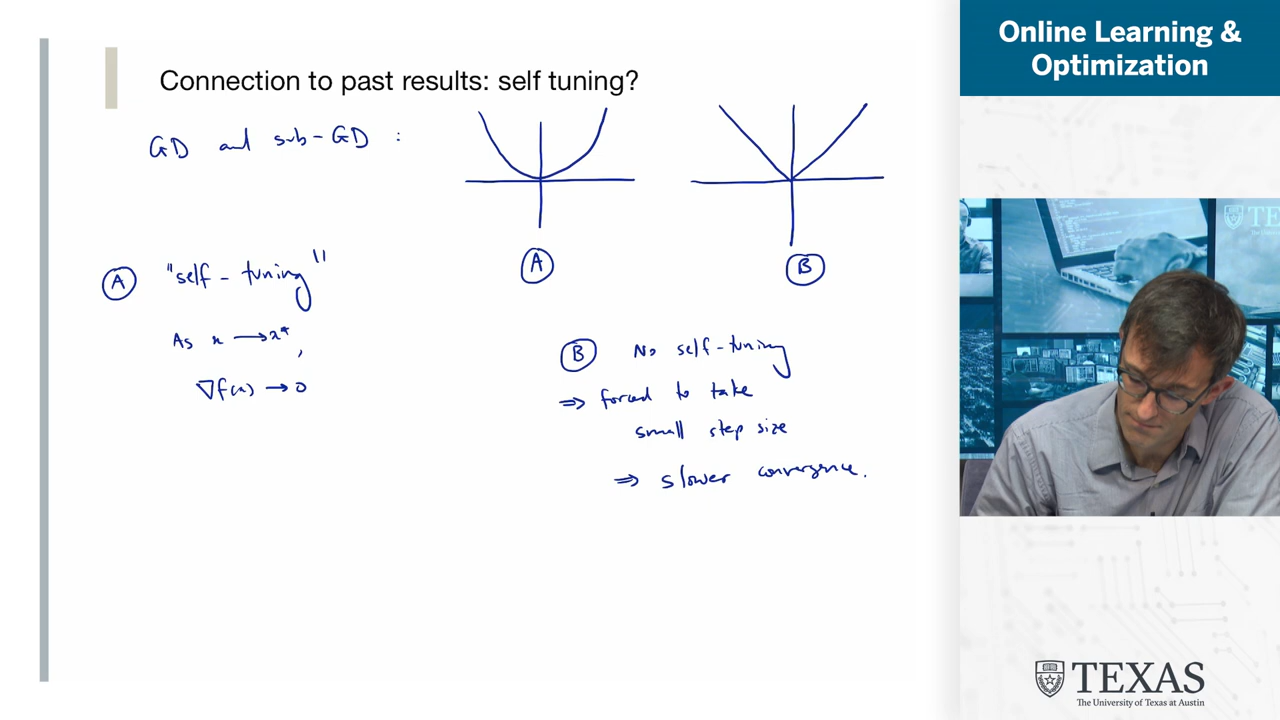 Connection to past results: self tuning?
GD and sub-GD :
A
B
A "self-tuning"
As x → x*,
∇f(x) → 0
B No self-tuning
⇒ forced to take
small step size
⇒ slower convergence.
Online Learning &
Optimization
TE
TEXAS
The University of Texas at Austin